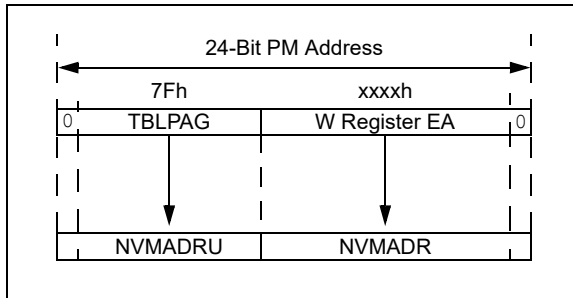 24-Bit PM Address
7Fh xxxxh
0 TBLPAG W Register EA 0
NVMADRU NVMADR